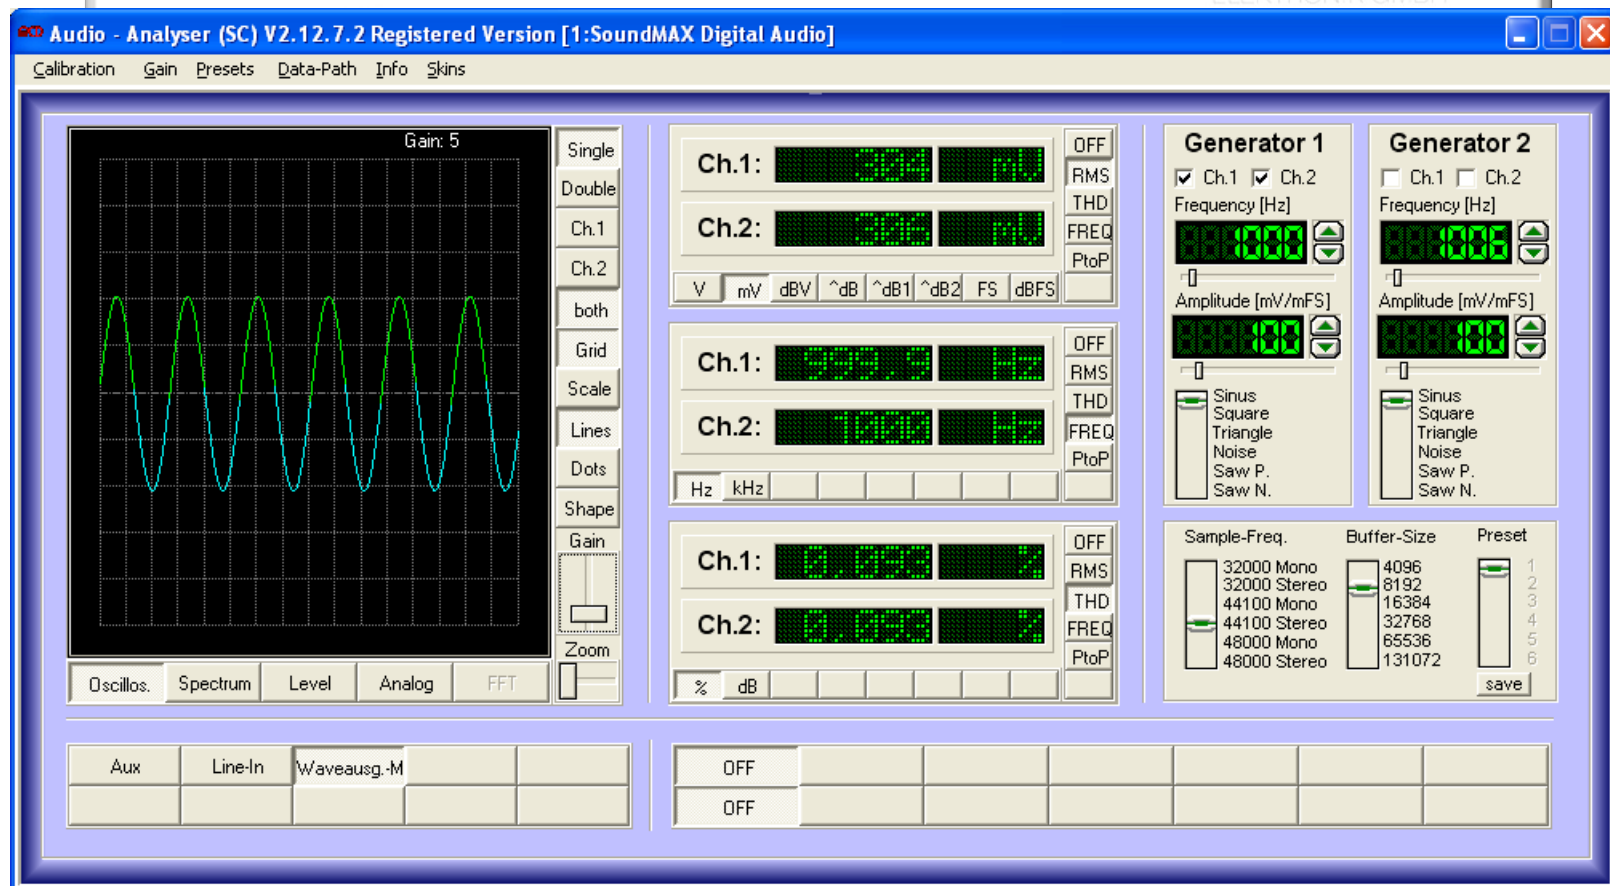 Audio - Analyser (SC) V2.12.7.2 Registered Version [1:SoundMAX Digital Audio]
Calibration Gain Presets Data-Path Info Skins
Gain: 5
Single
Double
Ch.1
Ch.2
both
Grid
Scale
Lines
Dots
Shape
Gain
Zoom
Oscillos. Spectrum Level Analog FFT
Ch.1: 304 mV
Ch.2: 306 mV
OFF
RMS
THD
FREQ
PtoP
V mV dBV ^dB ^dB1 ^dB2 FS dBFS
Ch.1: 999,9 Hz
Ch.2: 1000 Hz
OFF
RMS
THD
FREQ
PtoP
Hz kHz
Ch.1: 0,093 %
Ch.2: 0,093 %
OFF
RMS
THD
FREQ
PtoP
% dB
Generator 1
Ch.1 Ch.2
Frequency [Hz]
1000
Amplitude [mV/mFS]
100
Sinus
Square
Triangle
Noise
Saw P.
Saw N.
Generator 2
Ch.1 Ch.2
Frequency [Hz]
1006
Amplitude [mV/mFS]
100
Sinus
Square
Triangle
Noise
Saw P.
Saw N.
Sample-Freq.
32000 Mono
32000 Stereo
44100 Mono
44100 Stereo
48000 Mono
48000 Stereo
Buffer-Size
4096
8192
16384
32768
65536
131072
Preset
1
2
3
4
5
6
save
Aux Line-In Waveausg.-M
OFF
OFF